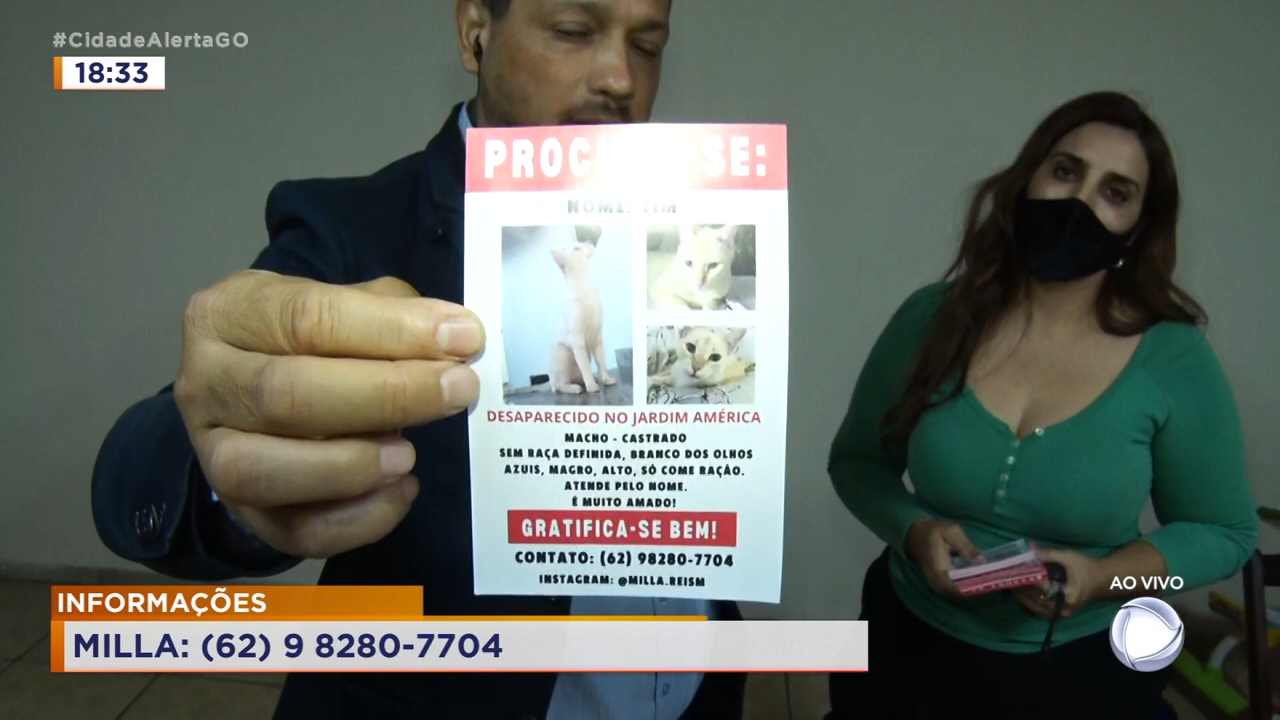 #CidadeAlertaGO
18:33
SE:
NOME:
DESAPARECIDO NO JARDIM AMÉRICA
MACHO - CASTRADO
SEM RAÇA DEFINIDA, BRANCO DOS OLHOS
AZUIS, MAGRO, ALTO, SÓ COME RAÇÃO.
ATENDE PELO NOME.
É MUITO AMADO!
GRATIFICA-SE BEM!
CONTATO: (62) 98280-7704
INSTAGRAM: @MILLA.REISM
INFORMAÇÕES
MILLA: (62) 9 8280-7704
AO VIVO